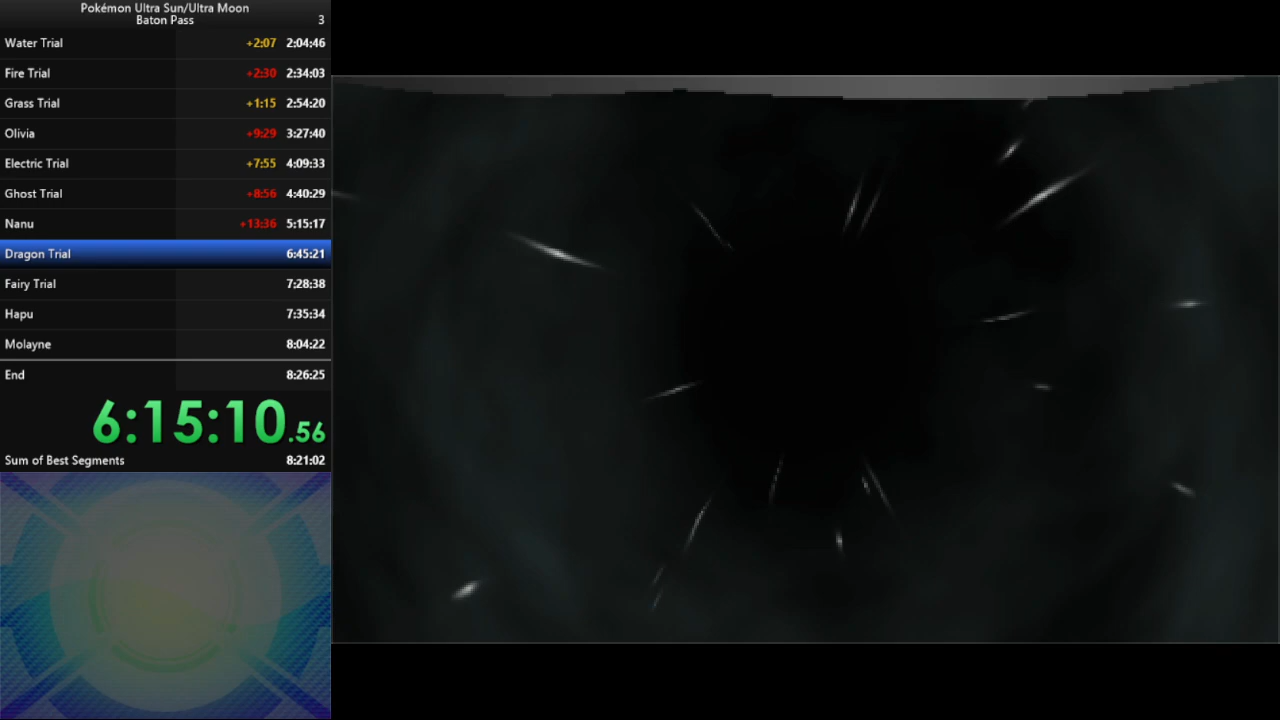 Pokémon Ultra Sun/Ultra Moon
Baton Pass 3
Water Trial +2:07 2:04:46
Fire Trial +2:30 2:34:03
Grass Trial +1:15 2:54:20
Olivia +9:29 3:27:40
Electric Trial +7:55 4:09:33
Ghost Trial +8:56 4:40:29
Nanu +13:36 5:15:17
Dragon Trial 6:45:21
Fairy Trial 7:28:38
Hapu 7:35:34
Molayne 8:04:22
End 8:26:25
6:15:10.56
Sum of Best Segments 8:21:02